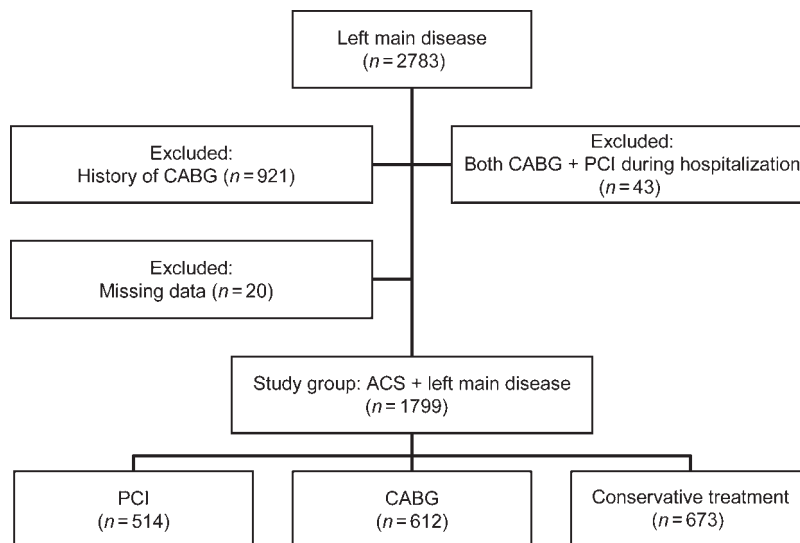 Left main disease
(n = 2783)
Excluded:
History of CABG (n = 921)
Excluded:
Both CABG + PCI during hospitalization
(n = 43)
Excluded:
Missing data (n = 20)
Study group: ACS + left main disease
(n = 1799)
PCI
(n = 514)
CABG
(n = 612)
Conservative treatment
(n = 673)